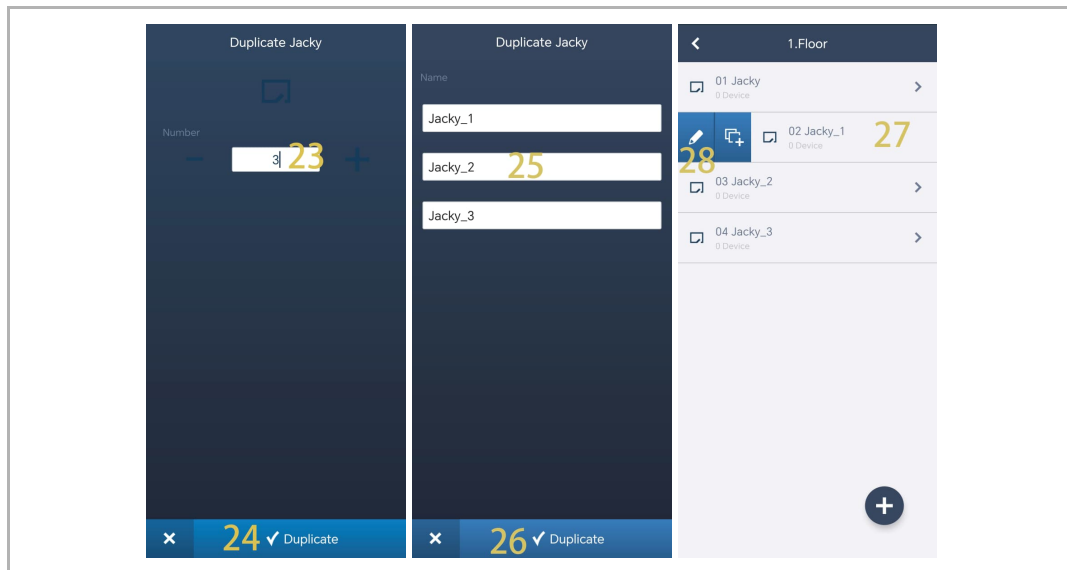 Duplicate Jacky
Number
3
23
24
Duplicate
Duplicate Jacky
Name
Jacky_1
Jacky_2
25
Jacky_3
26
Duplicate
1.Floor
01 Jacky
0 Device
02 Jacky_1
0 Device
27
28
03 Jacky_2
0 Device
04 Jacky_3
0 Device